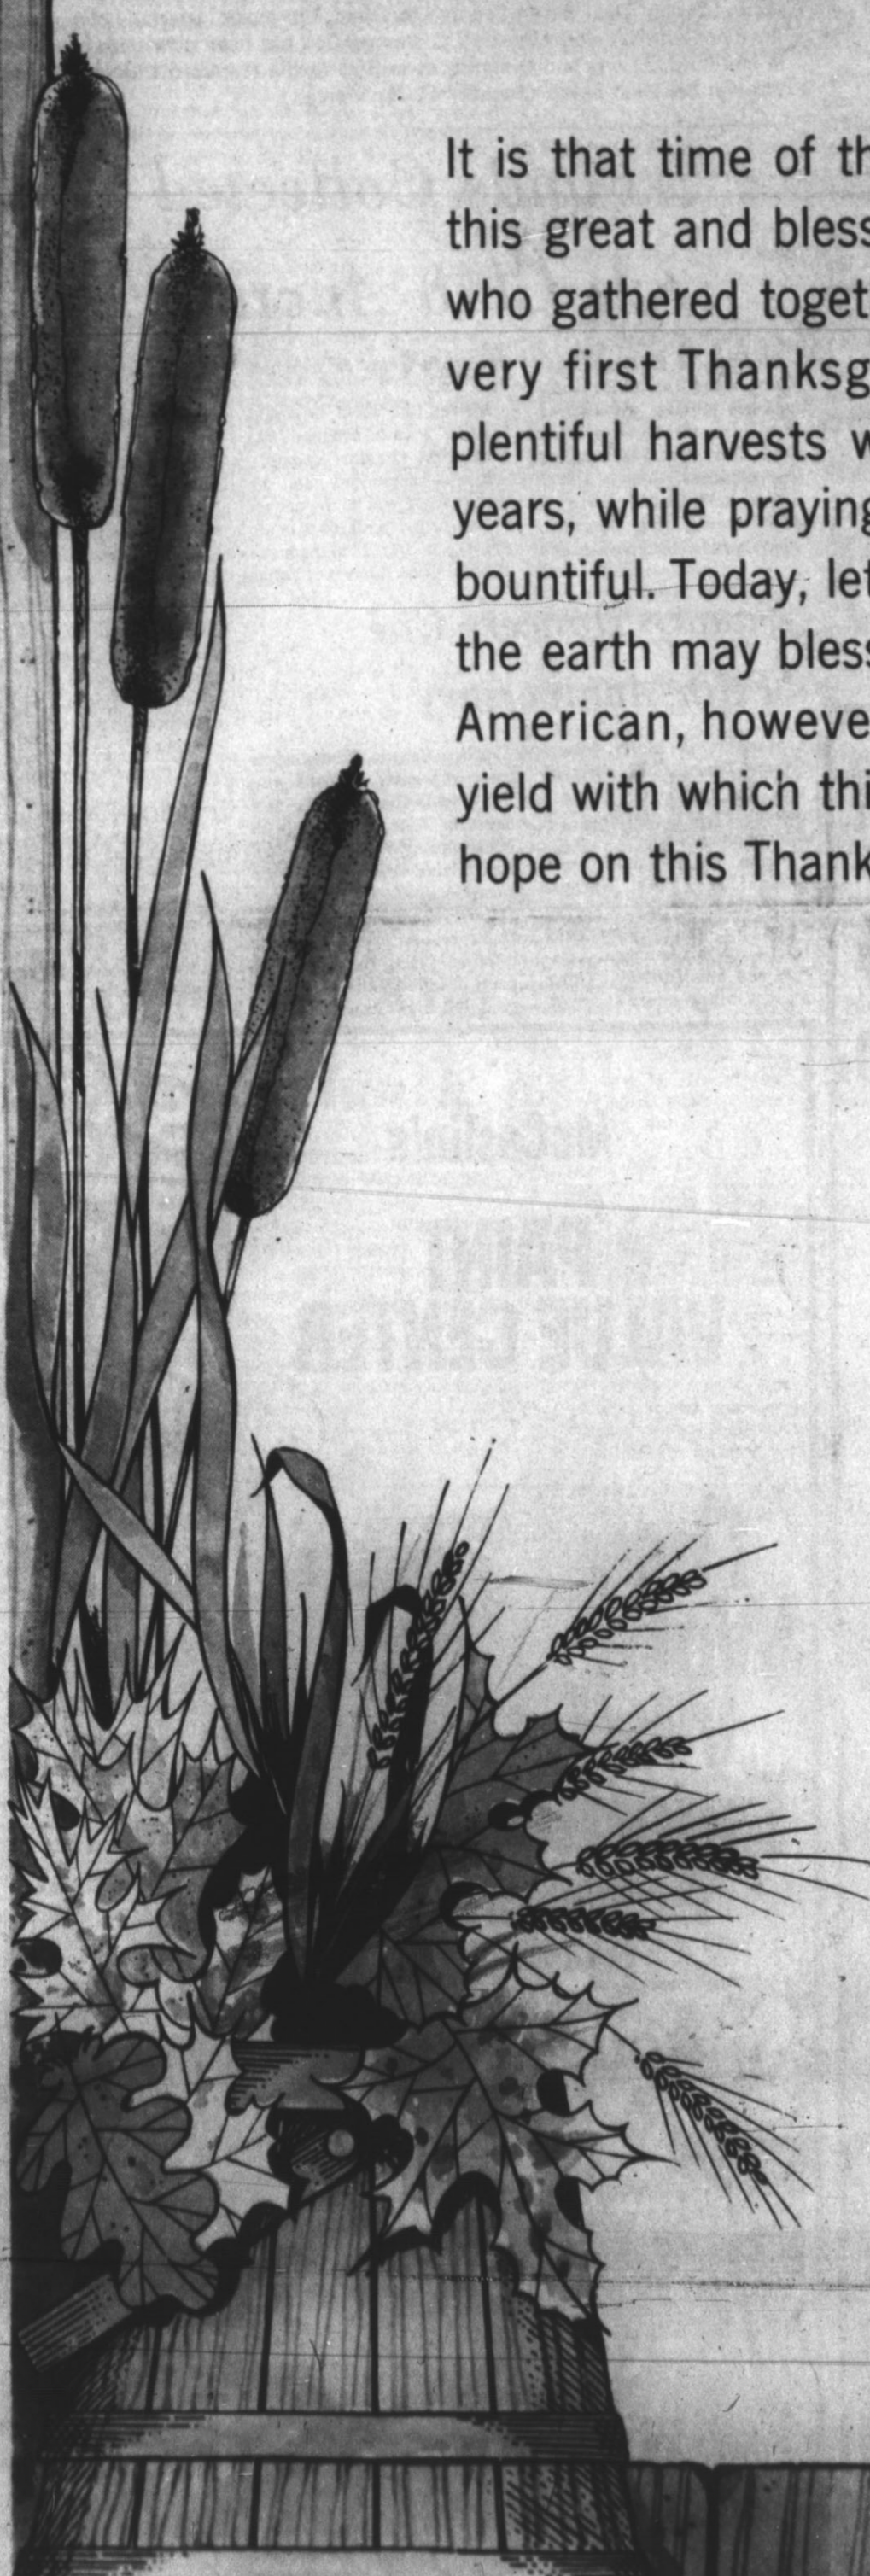 It is that time of th
this great and bless
who gathered toget
very first Thanksg
plentiful harvests w
years, while praying
bountiful. Today, let
the earth may bless
American, howeve
yield with which thi
hope on this Thank